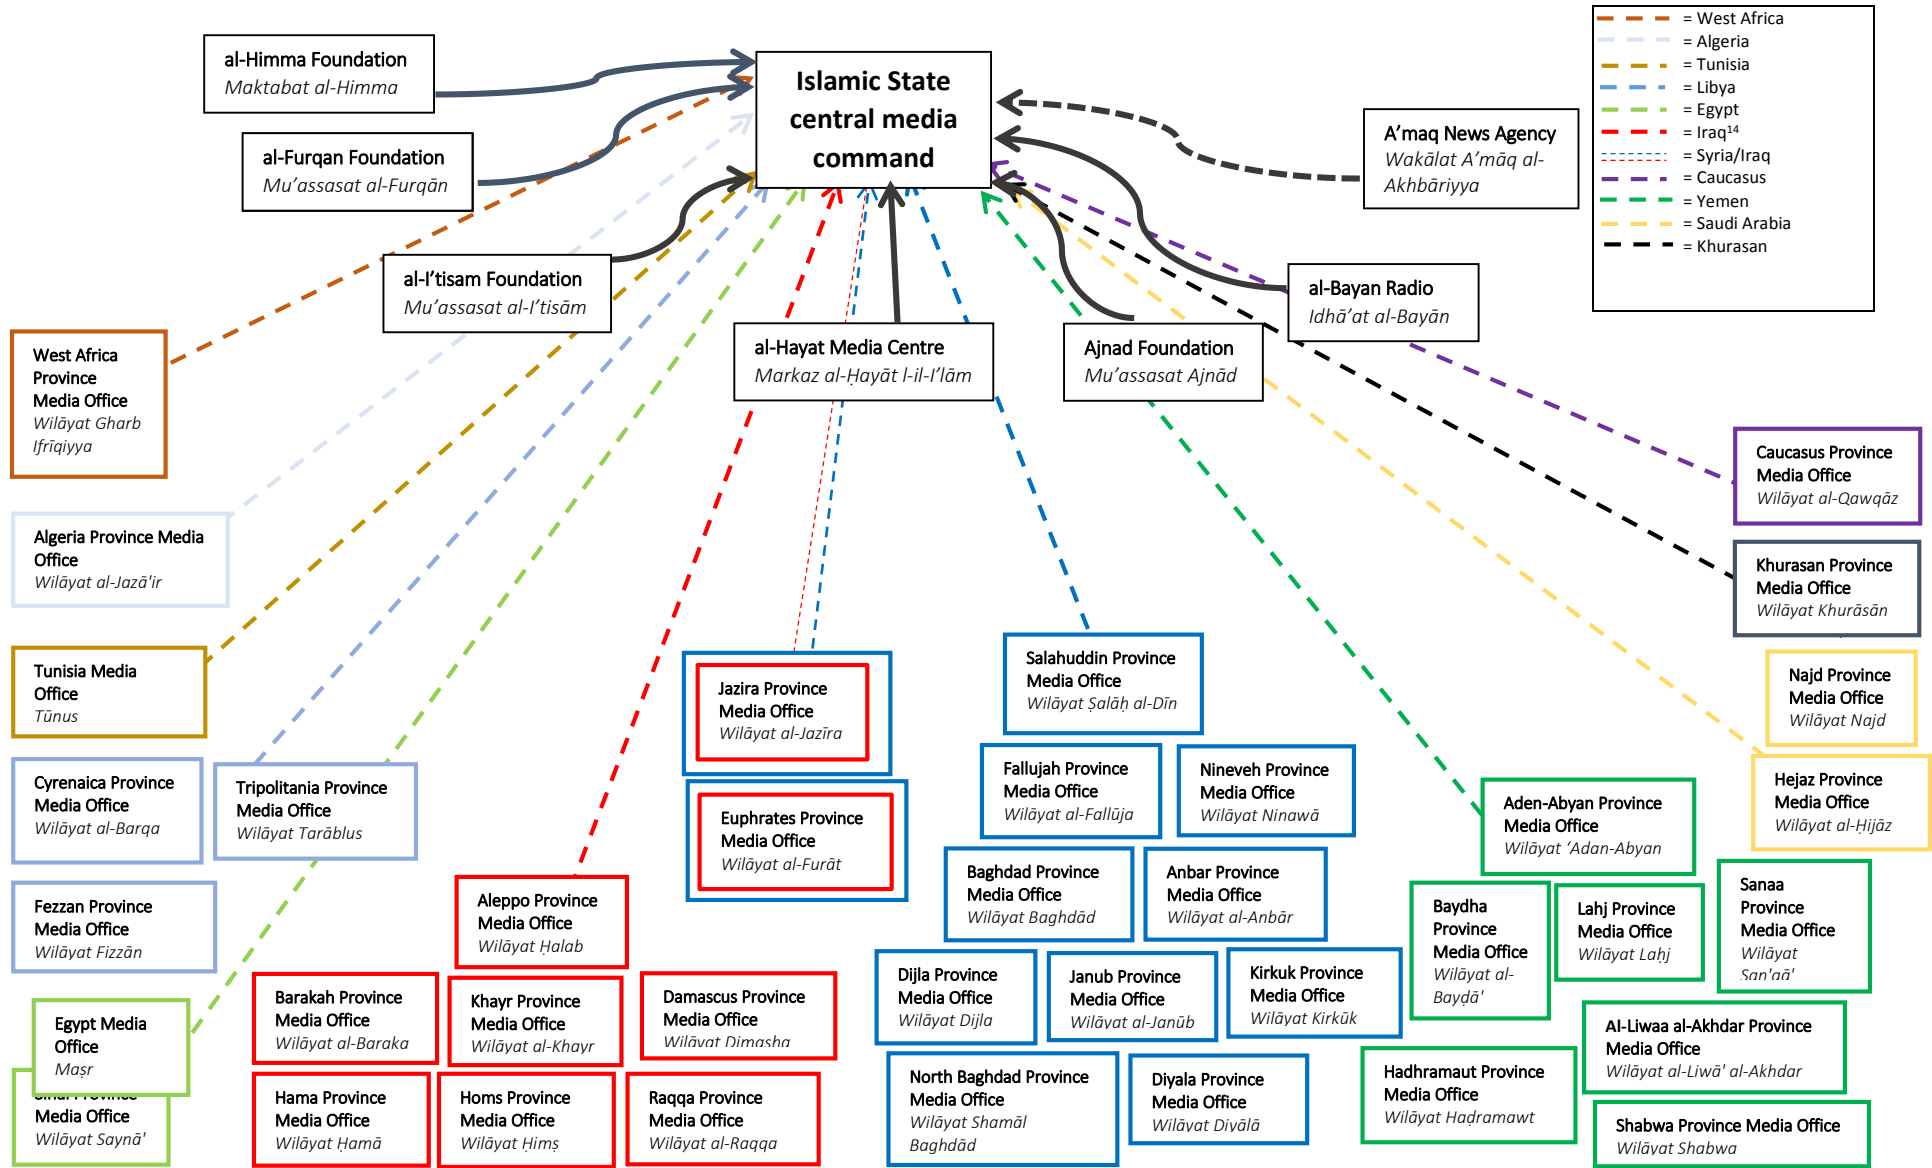 al-Himma Foundation
Maktabat al-Himma
al-Furqan Foundation
Mu’assasat al-Furqān
al-I’tisam Foundation
Mu’assasat al-I’tisām
Islamic State
central media
command
al-Hayat Media Centre
Markaz al-Ḥayāt l-il-I’lām
Ajnad Foundation
Mu’assasat Ajnād
al-Bayan Radio
Idhā’at al-Bayān
A’maq News Agency
Wakālat A’māq al-
Akhbāriyya
= West Africa
= Algeria
= Tunisia
= Libya
= Egypt
= Iraq¹⁴
= Syria/Iraq
= Caucasus
= Yemen
= Saudi Arabia
= Khurasan
West Africa
Province
Media Office
Wilāyat Gharb
Ifrīqiyya
Algeria Province Media
Office
Wilāyat al-Jazā'ir
Tunisia Media
Office
Tūnus
Cyrenaica Province
Media Office
Wilāyat al-Barqa
Tripolitania Province
Media Office
Wilāyat Tarāblus
Fezzan Province
Media Office
Wilāyat Fizzān
Egypt Media
Office
Maṣr
Media Office
Wilāyat Saynā'
Aleppo Province
Media Office
Wilāyat Ḥalab
Barakah Province
Media Office
Wilāyat al-Baraka
Khayr Province
Media Office
Wilāyat al-Khayr
Damascus Province
Media Office
Wilāyat Dimasha
Hama Province
Media Office
Wilāyat Ḥamā
Homs Province
Media Office
Wilāyat Ḥimṣ
Raqqa Province
Media Office
Wilāyat al-Raqqa
Jazira Province
Media Office
Wilāyat al-Jazīra
Euphrates Province
Media Office
Wilāyat al-Furāt
Salahuddin Province
Media Office
Wilāyat Ṣalāḥ al-Dīn
Fallujah Province
Media Office
Wilāyat al-Fallūja
Nineveh Province
Media Office
Wilāyat Ninawā
Baghdad Province
Media Office
Wilāyat Baghdād
Anbar Province
Media Office
Wilāyat al-Anbār
Dijla Province
Media Office
Wilāyat Dijla
Janub Province
Media Office
Wilāyat al-Janūb
Kirkuk Province
Media Office
Wilāyat Kirkūk
North Baghdad Province
Media Office
Wilāyat Shamāl
Baghdād
Diyala Province
Media Office
Wilāyat Diyālā
Caucasus Province
Media Office
Wilāyat al-Qawqāz
Khurasan Province
Media Office
Wilāyat Khurāsān
Najd Province
Media Office
Wilāyat Najd
Hejaz Province
Media Office
Wilāyat al-Ḥijāz
Aden-Abyan Province
Media Office
Wilāyat ‘Adan-Abyan
Baydha
Province
Media Office
Wilāyat al-
Bayḍā'
Lahj Province
Media Office
Wilāyat Laḥj
Sanaa
Province
Media Office
Wilāyat
Ṣan'aā'
Al-Liwaa al-Akhdar Province
Media Office
Wilāyat al-Liwā' al-Akhdar
Hadhramaut Province
Media Office
Wilāyat Ḥaḍramawt
Shabwa Province Media Office
Wilāyat Shabwa